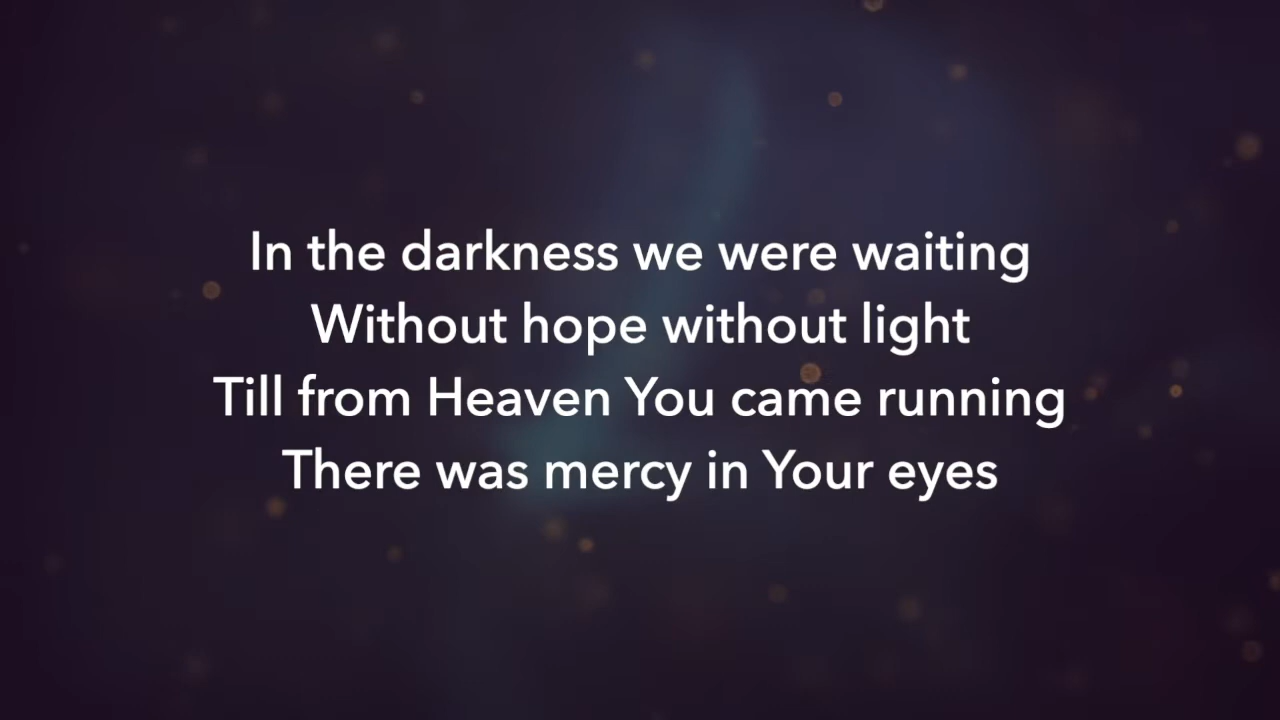 In the darkness we were waiting
Without hope without light
Till from Heaven You came running
There was mercy in Your eyes